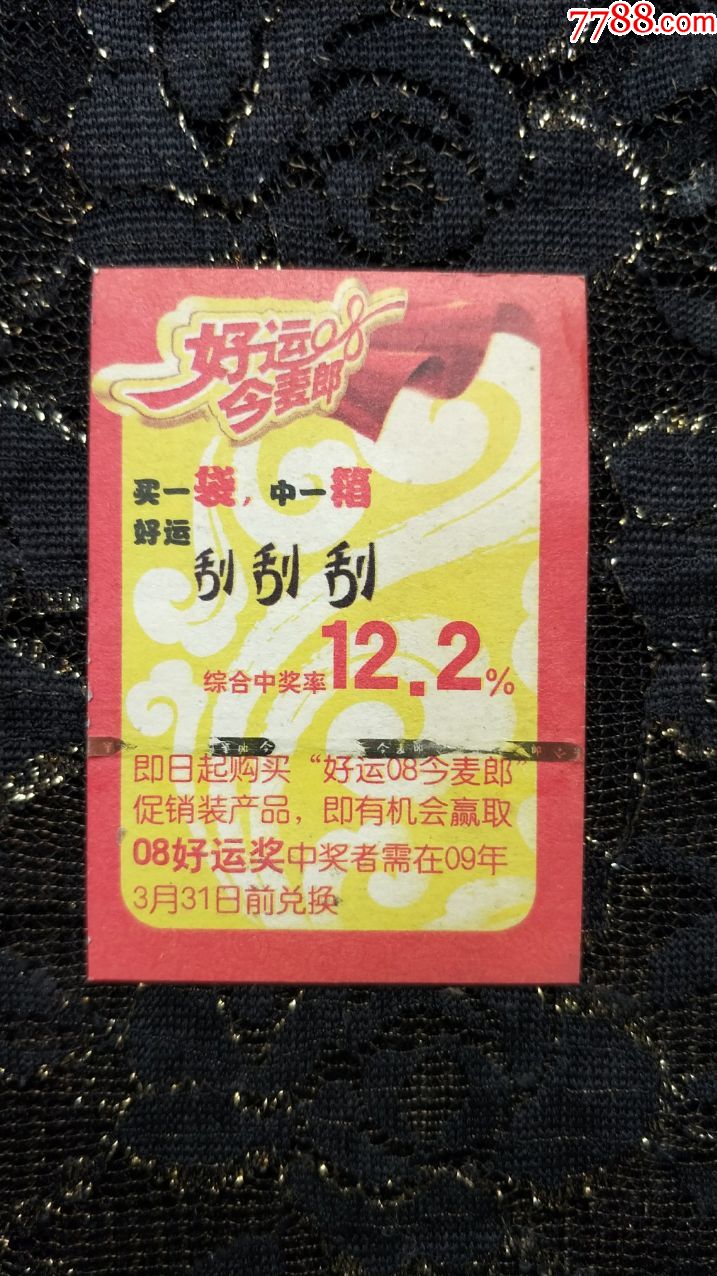 7788.com
好运08
今麦郎
买一袋，中一箱
好运
刮刮刮
综合中奖率12.2%
今麦郎
即日起购买“好运08今麦郎”
促销装产品，即有机会赢取
08好运奖中奖者需在09年
3月31日前兑换